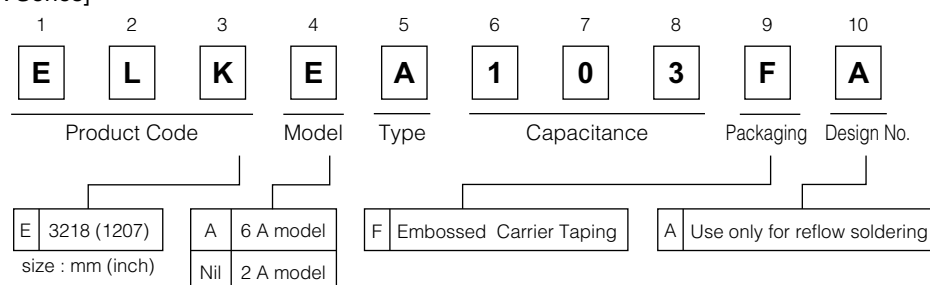 Series]
1 2 3 4 5 6 7 8 9 10
E L K E A 1 0 3 F A
Product Code Model Type Capacitance Packaging Design No.
E 3218 (1207)
size : mm (inch)
A 6 A model
Nil 2 A model
F Embossed Carrier Taping
A Use only for reflow soldering